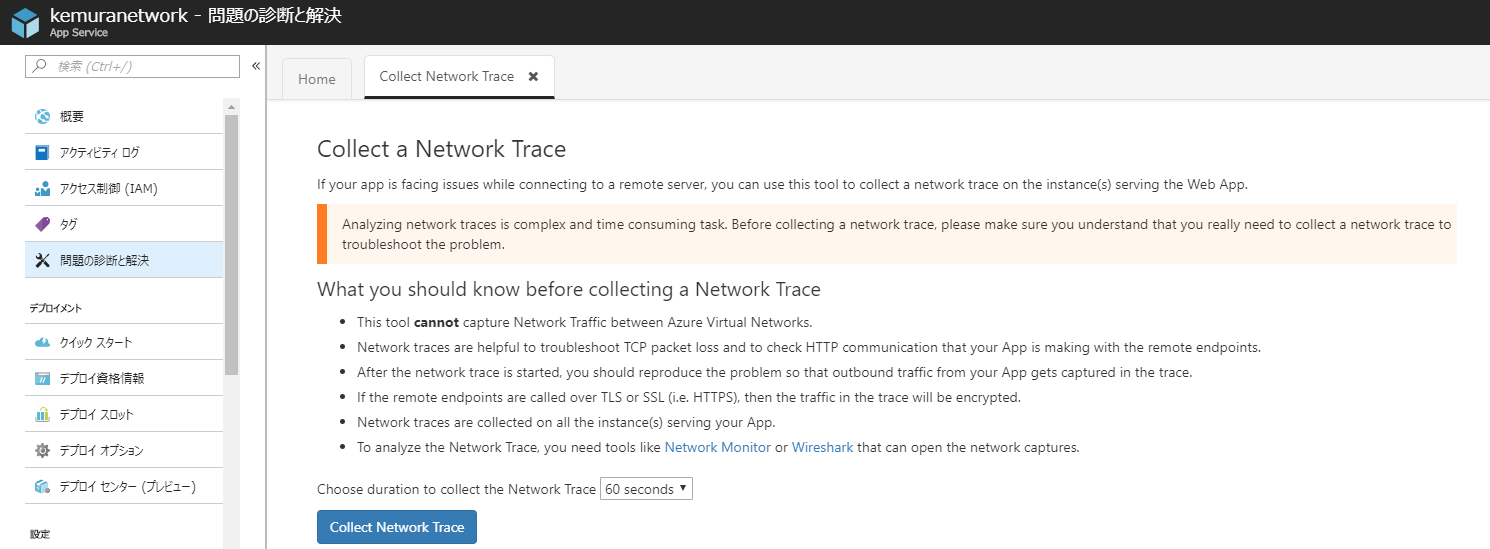 kemuranetwork - 問題の診断と解決
App Service
検索 (Ctrl+/)
«
概要
アクティビティ ログ
アクセス制御 (IAM)
タグ
問題の診断と解決
デプロイメント
クイック スタート
デプロイ資格情報
デプロイ スロット
デプロイ オプション
デプロイ センター (プレビュー)
設定
Home
Collect Network Trace ✖
Collect a Network Trace
If your app is facing issues while connecting to a remote server, you can use this tool to collect a network trace on the instance(s) serving the Web App.
Analyzing network traces is complex and time consuming task. Before collecting a network trace, please make sure you understand that you really need to collect a network trace to
troubleshoot the problem.
What you should know before collecting a Network Trace
• This tool cannot capture Network Traffic between Azure Virtual Networks.
• Network traces are helpful to troubleshoot TCP packet loss and to check HTTP communication that your App is making with the remote endpoints.
• After the network trace is started, you should reproduce the problem so that outbound traffic from your App gets captured in the trace.
• If the remote endpoints are called over TLS or SSL (i.e. HTTPS), then the traffic in the trace will be encrypted.
• Network traces are collected on all the instance(s) serving your App.
• To analyze the Network Trace, you need tools like Network Monitor or Wireshark that can open the network captures.
Choose duration to collect the Network Trace 60 seconds
Collect Network Trace